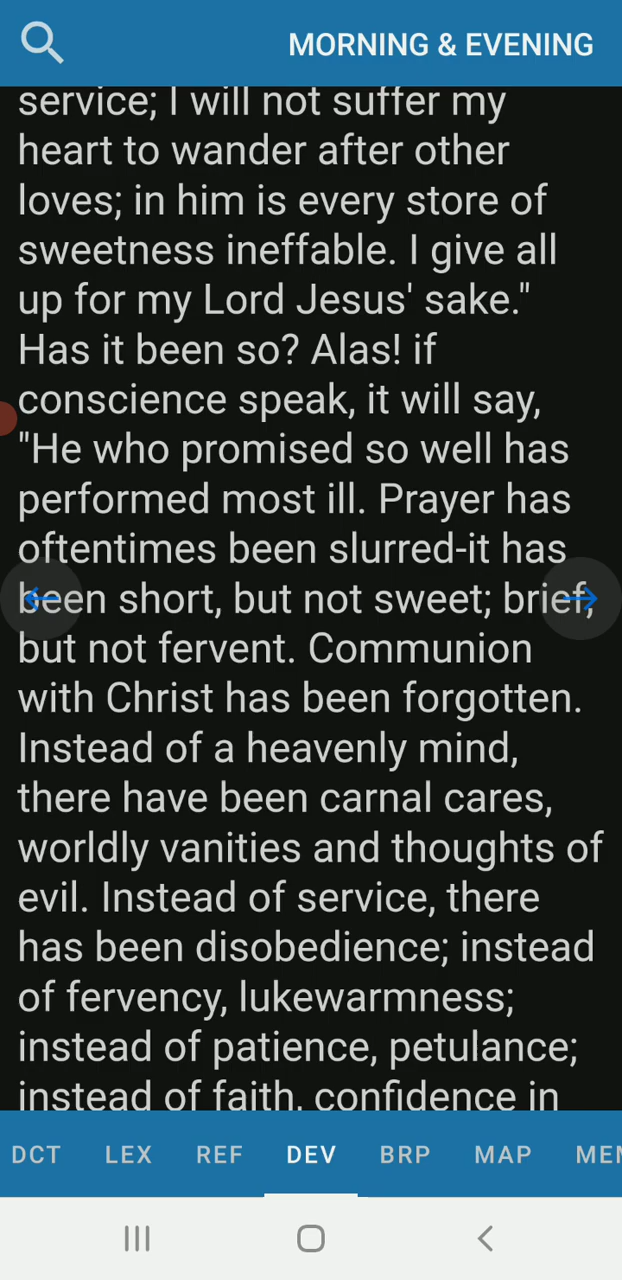 MORNING & EVENING
service; I will not suffer my
heart to wander after other
loves; in him is every store of
sweetness ineffable. I give all
up for my Lord Jesus' sake."
Has it been so? Alas! if
conscience speak, it will say,
"He who promised so well has
performed most ill. Prayer has
oftentimes been slurred-it has
been short, but not sweet; brief,
but not fervent. Communion
with Christ has been forgotten.
Instead of a heavenly mind,
there have been carnal cares,
worldly vanities and thoughts of
evil. Instead of service, there
has been disobedience; instead
of fervency, lukewarmness;
instead of patience, petulance;
instead of faith, confidence in
DCT LEX REF DEV BRP MAP MEM